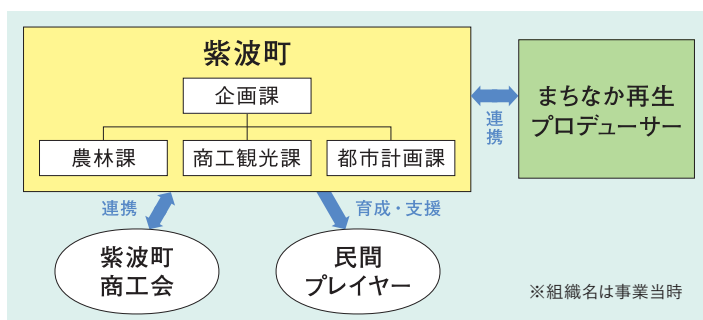 紫波町
企画課
農林課
商工観光課
都市計画課
連携
まちなか再生
プロデューサー
連携
育成・支援
紫波町
商工会
民間
プレイヤー
※組織名は事業当時